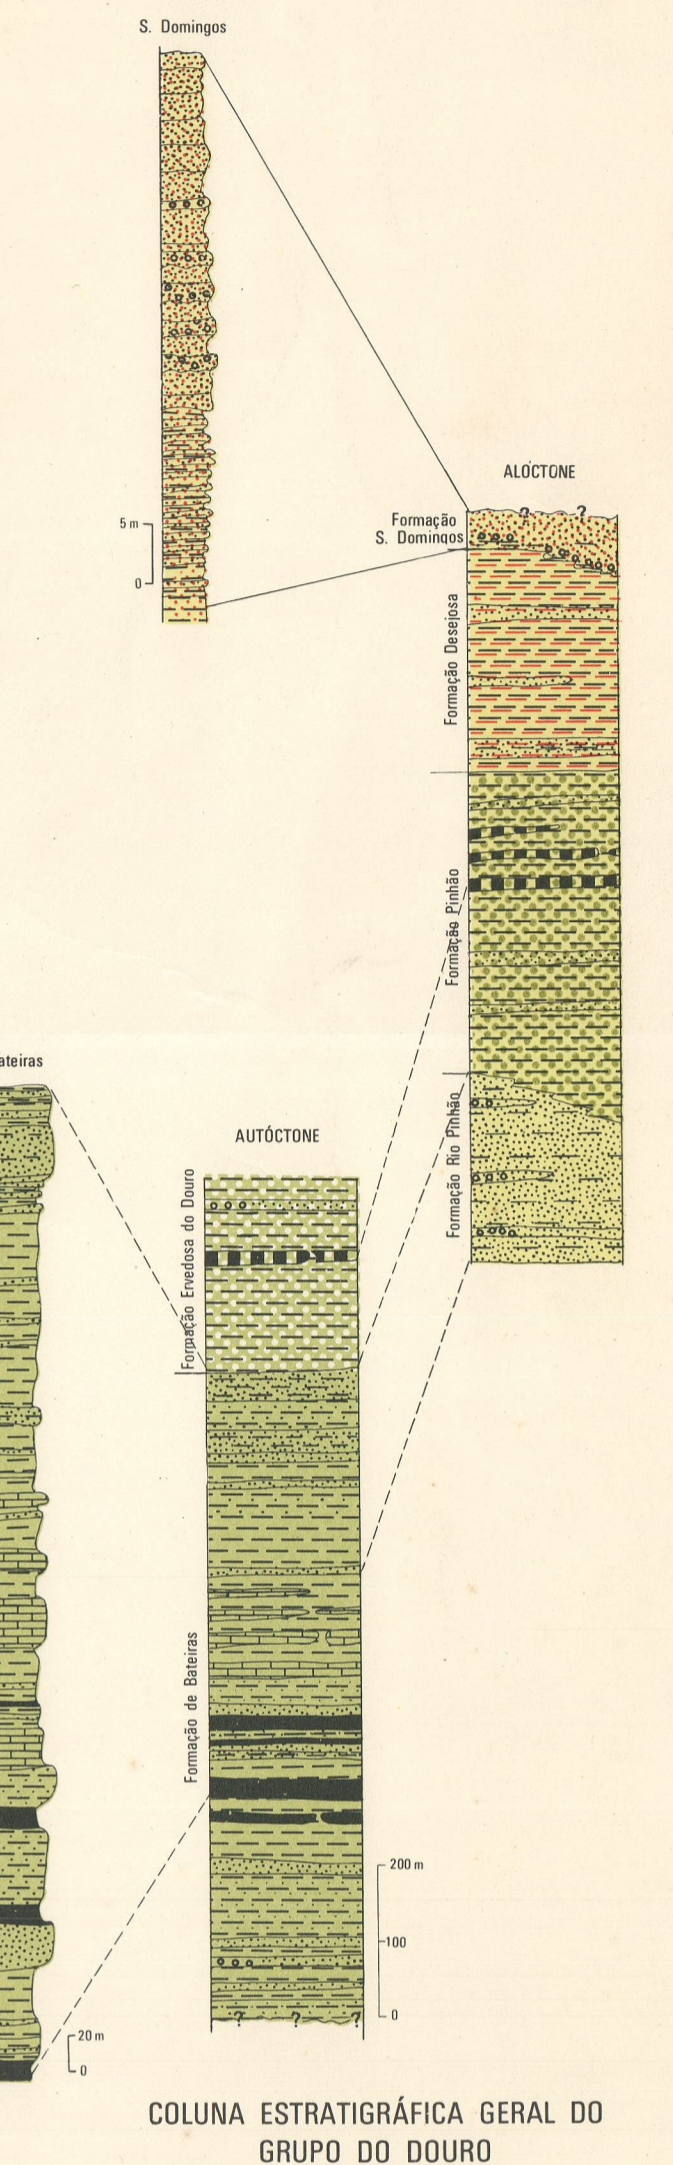 S. Domingos
5 m
0
ALÓCTONE
?
?
Formação
S. Domingos
Formação Desejosa
Formação Pinhão
Formação Rio Pinhão
ateiras
AUTÓCTONE
Formação Ervedosa do Douro
Formação de Bateiras
200 m
100
0
?
?
?
20 m
0
COLUNA ESTRATIGRÁFICA GERAL DO
GRUPO DO DOURO